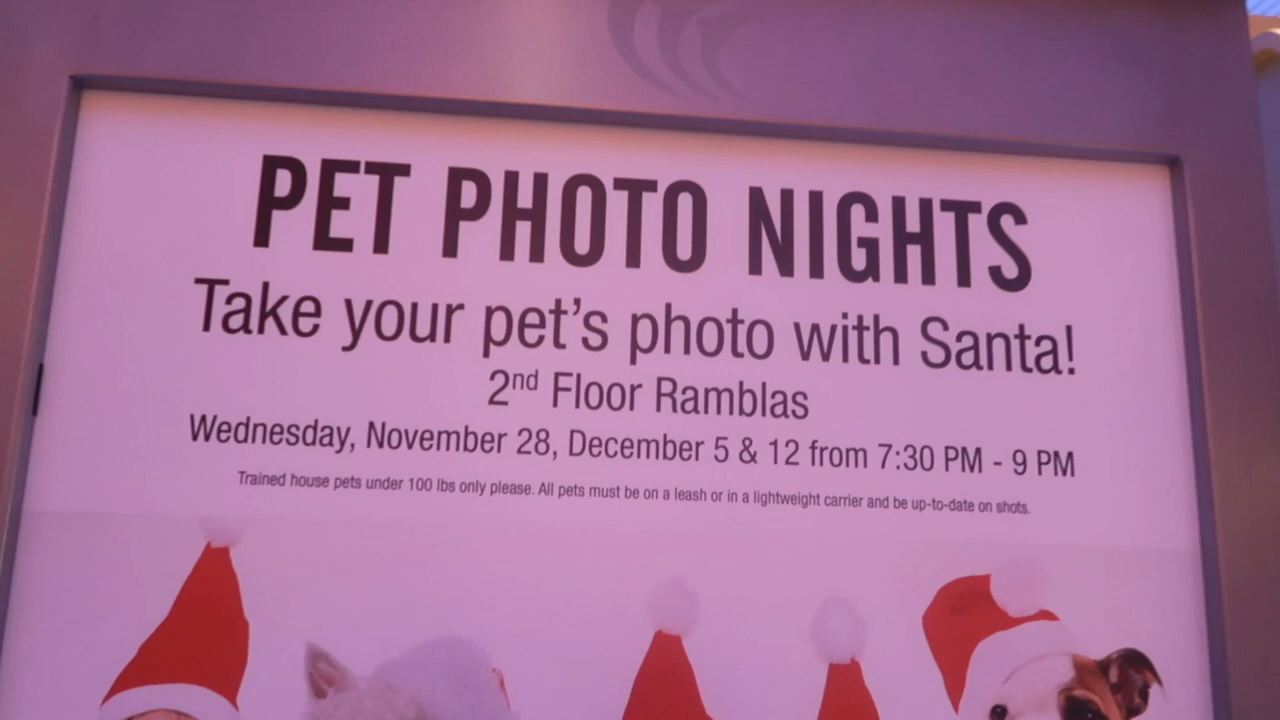 PET PHOTO NIGHTS
Take your pet's photo with Santa!
2nd Floor Ramblas
Wednesday, November 28, December 5 & 12 from 7:30 PM - 9 PM
Trained house pets under 100 lbs only please. All pets must be on a leash or in a lightweight carrier and be up-to-date on shots.